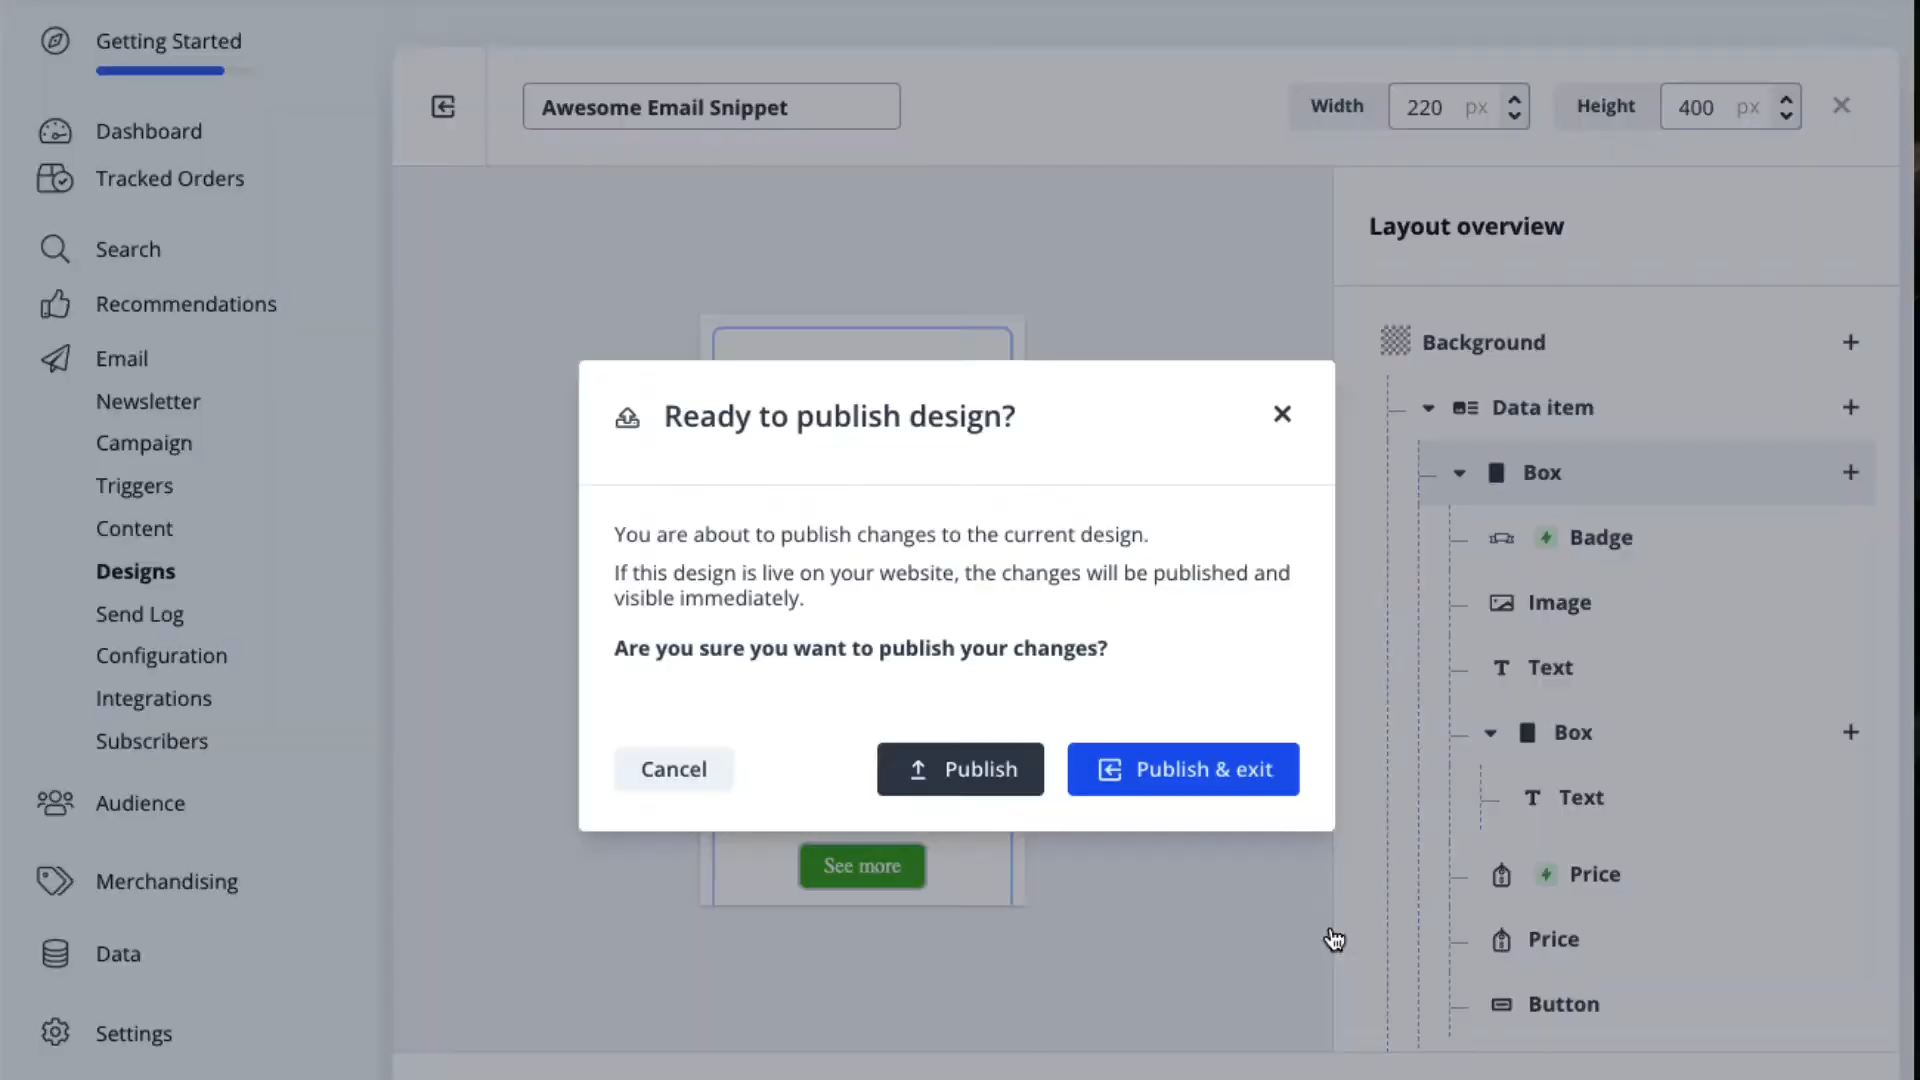 Getting Started
Dashboard
Tracked Orders
Search
Recommendations
Email
Newsletter
Campaign
Triggers
Content
Designs
Send Log
Configuration
Integrations
Subscribers
Audience
Merchandising
Data
Settings
Awesome Email Snippet
Width 220 px
Height 400 px
Ready to publish design?
You are about to publish changes to the current design.
If this design is live on your website, the changes will be published and
visible immediately.
Are you sure you want to publish your changes?
Cancel
Publish
Publish & exit
See more
Layout overview
Background
Data item
Box
Badge
Image
Text
Box
Text
Price
Price
Button